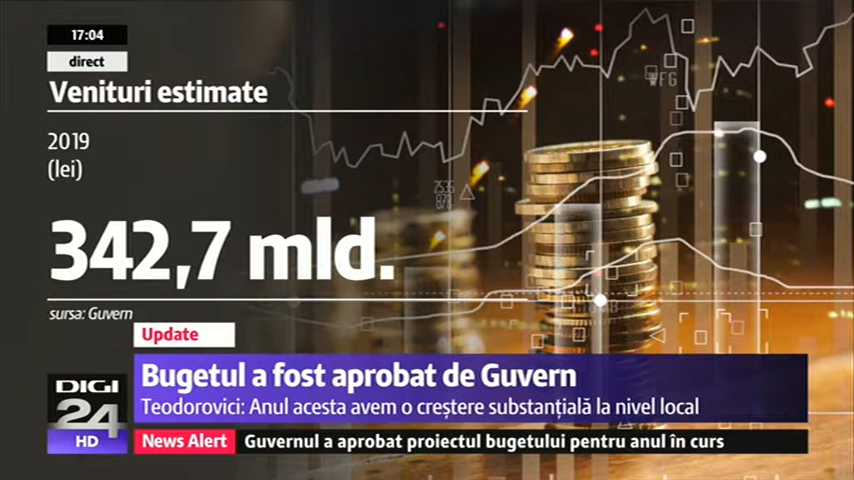 17:04
direct
Venituri estimate
2019
(lei)
342,7 mld.
sursa: Guvern
Update
Bugetul a fost aprobat de Guvern
Teodorovici: Anul acesta avem o creștere substanțială la nivel local
DIGI
24
HD
News Alert
Guvernul a aprobat proiectul bugetului pentru anul în curs